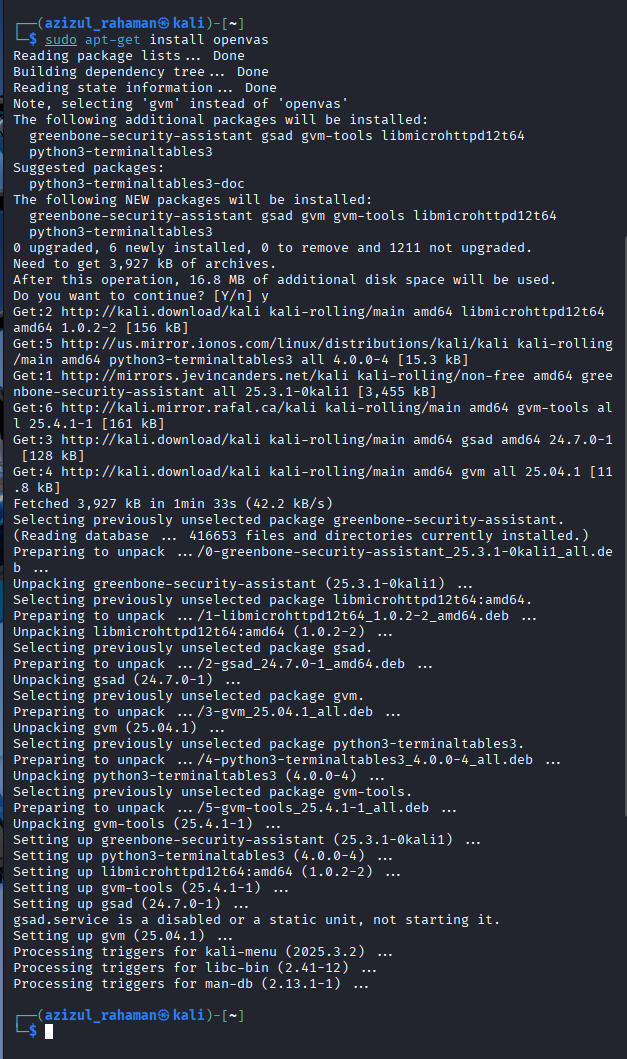 ┌──(azizul_rahaman㉿kali)-[~]
└─$ sudo apt-get install openvas
Reading package lists... Done
Building dependency tree... Done
Reading state information... Done
Note, selecting 'gvm' instead of 'openvas'
The following additional packages will be installed:
  greenbone-security-assistant gsad gvm-tools libmicrohttpd12t64
  python3-terminaltables3
Suggested packages:
  python3-terminaltables3-doc
The following NEW packages will be installed:
  greenbone-security-assistant gsad gvm gvm-tools libmicrohttpd12t64
  python3-terminaltables3
0 upgraded, 6 newly installed, 0 to remove and 1211 not upgraded.
Need to get 3,927 kB of archives.
After this operation, 16.8 MB of additional disk space will be used.
Do you want to continue? [Y/n] y
Get:2 http://kali.download/kali kali-rolling/main amd64 libmicrohttpd12t64
amd64 1.0.2-2 [156 kB]
Get:5 http://us.mirror.ionos.com/linux/distributions/kali/kali kali-rolling
/main amd64 python3-terminaltables3 all 4.0.0-4 [15.3 kB]
Get:1 http://mirrors.jevincanders.net/kali kali-rolling/non-free amd64 gree
nbone-security-assistant all 25.3.1-0kali1 [3,455 kB]
Get:6 http://kali.mirror.rafal.ca/kali kali-rolling/main amd64 gvm-tools al
l 25.4.1-1 [161 kB]
Get:3 http://kali.download/kali kali-rolling/main amd64 gsad amd64 24.7.0-1
 [128 kB]
Get:4 http://kali.download/kali kali-rolling/main amd64 gvm all 25.04.1 [11
.8 kB]
Fetched 3,927 kB in 1min 33s (42.2 kB/s)
Selecting previously unselected package greenbone-security-assistant.
(Reading database ... 416653 files and directories currently installed.)
Preparing to unpack .../0-greenbone-security-assistant_25.3.1-0kali1_all.de
b ...
Unpacking greenbone-security-assistant (25.3.1-0kali1) ...
Selecting previously unselected package libmicrohttpd12t64:amd64.
Preparing to unpack .../1-libmicrohttpd12t64_1.0.2-2_amd64.deb ...
Unpacking libmicrohttpd12t64:amd64 (1.0.2-2) ...
Selecting previously unselected package gsad.
Preparing to unpack .../2-gsad_24.7.0-1_amd64.deb ...
Unpacking gsad (24.7.0-1) ...
Selecting previously unselected package gvm.
Preparing to unpack .../3-gvm_25.04.1_all.deb ...
Unpacking gvm (25.04.1) ...
Selecting previously unselected package python3-terminaltables3.
Preparing to unpack .../4-python3-terminaltables3_4.0.0-4_all.deb ...
Unpacking python3-terminaltables3 (4.0.0-4) ...
Selecting previously unselected package gvm-tools.
Preparing to unpack .../5-gvm-tools_25.4.1-1_all.deb ...
Unpacking gvm-tools (25.4.1-1) ...
Setting up greenbone-security-assistant (25.3.1-0kali1) ...
Setting up python3-terminaltables3 (4.0.0-4) ...
Setting up libmicrohttpd12t64:amd64 (1.0.2-2) ...
Setting up gvm-tools (25.4.1-1) ...
Setting up gsad (24.7.0-1) ...
gsad.service is a disabled or a static unit, not starting it.
Setting up gvm (25.04.1) ...
Processing triggers for kali-menu (2025.3.2) ...
Processing triggers for libc-bin (2.41-12) ...
Processing triggers for man-db (2.13.1-1) ...

┌──(azizul_rahaman㉿kali)-[~]
└─$